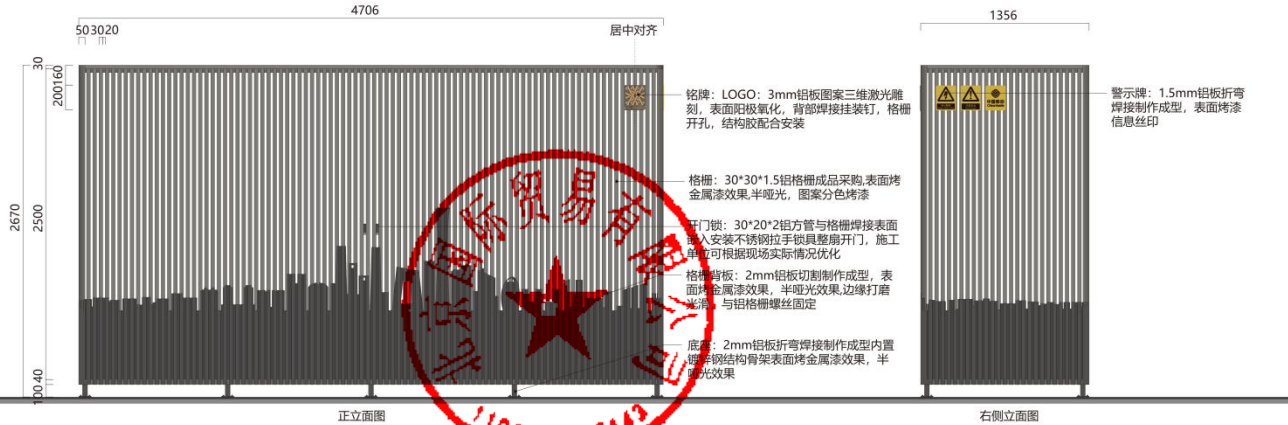 4706
1356
503020
居中对齐
30
200160
2670
2500
10040
铭牌：LOGO：3mm铝板图案三维激光雕
刻，表面阳极氧化，背部焊接挂装钉，格栅
开孔，结构胶配合安装
警示牌：1.5mm铝板折弯
焊接制作成型，表面烤漆
信息丝印
格栅：30*30*1.5铝格栅成品采购,表面烤
金属漆效果,半哑光，图案分色烤漆
开门锁：30*20*2铝方管与格栅焊接表面
嵌入安装不锈钢拉手锁具整扇开门，施工
单位可根据现场实际情况优化
格栅背板：2mm铝板切割制作成型，表
面烤金属漆效果，半哑光效果,边缘打磨
光滑，与铝格栅螺丝固定
底座：2mm铝板折弯焊接制作成型内置
镀锌钢结构骨架表面烤金属漆效果，半
哑光效果
北京国际贸易有限公司
正立面图
右侧立面图